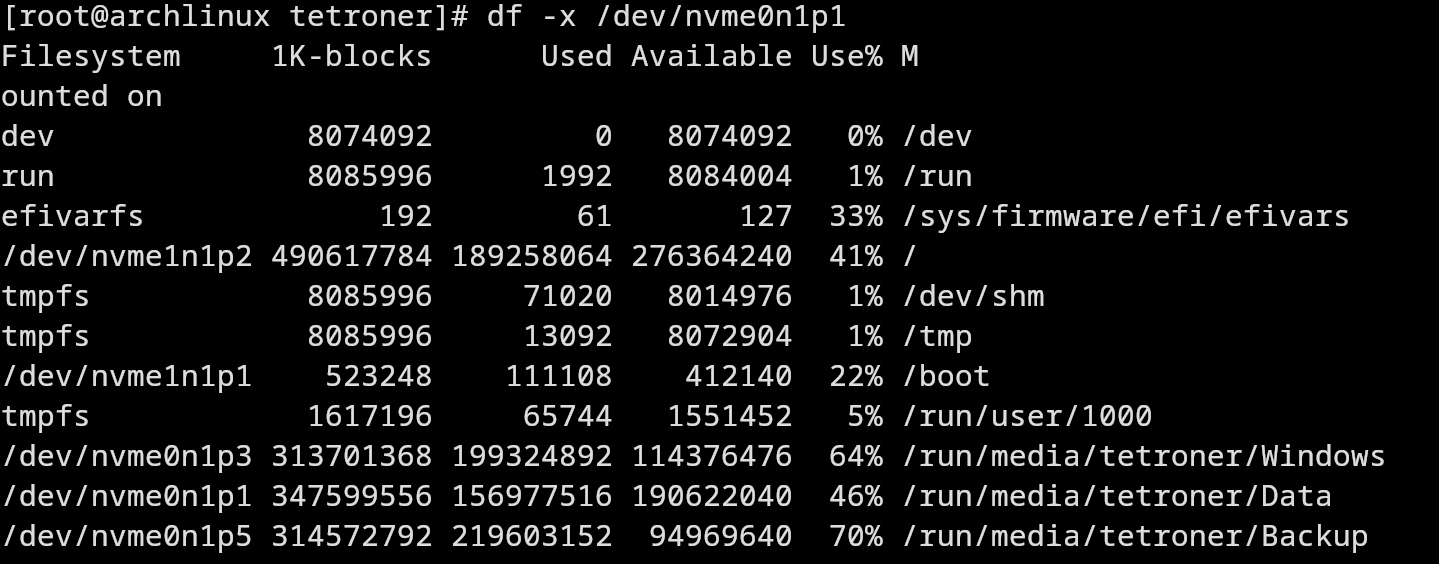 [root@archlinux tetroner]# df -x /dev/nvme0n1p1
Filesystem     1K-blocks      Used Available Use% M
ounted on
dev              8074092         0   8074092   0% /dev
run              8085996      1992   8084004   1% /run
efivarfs             192        61       127  33% /sys/firmware/efi/efivars
/dev/nvme1n1p2 490617784 189258064 276364240  41% /
tmpfs            8085996     71020   8014976   1% /dev/shm
tmpfs            8085996     13092   8072904   1% /tmp
/dev/nvme1n1p1    523248    111108    412140  22% /boot
tmpfs            1617196     65744   1551452   5% /run/user/1000
/dev/nvme0n1p3 313701368 199324892 114376476  64% /run/media/tetroner/Windows
/dev/nvme0n1p1 347599556 156977516 190622040  46% /run/media/tetroner/Data
/dev/nvme0n1p5 314572792 219603152  94969640  70% /run/media/tetroner/Backup